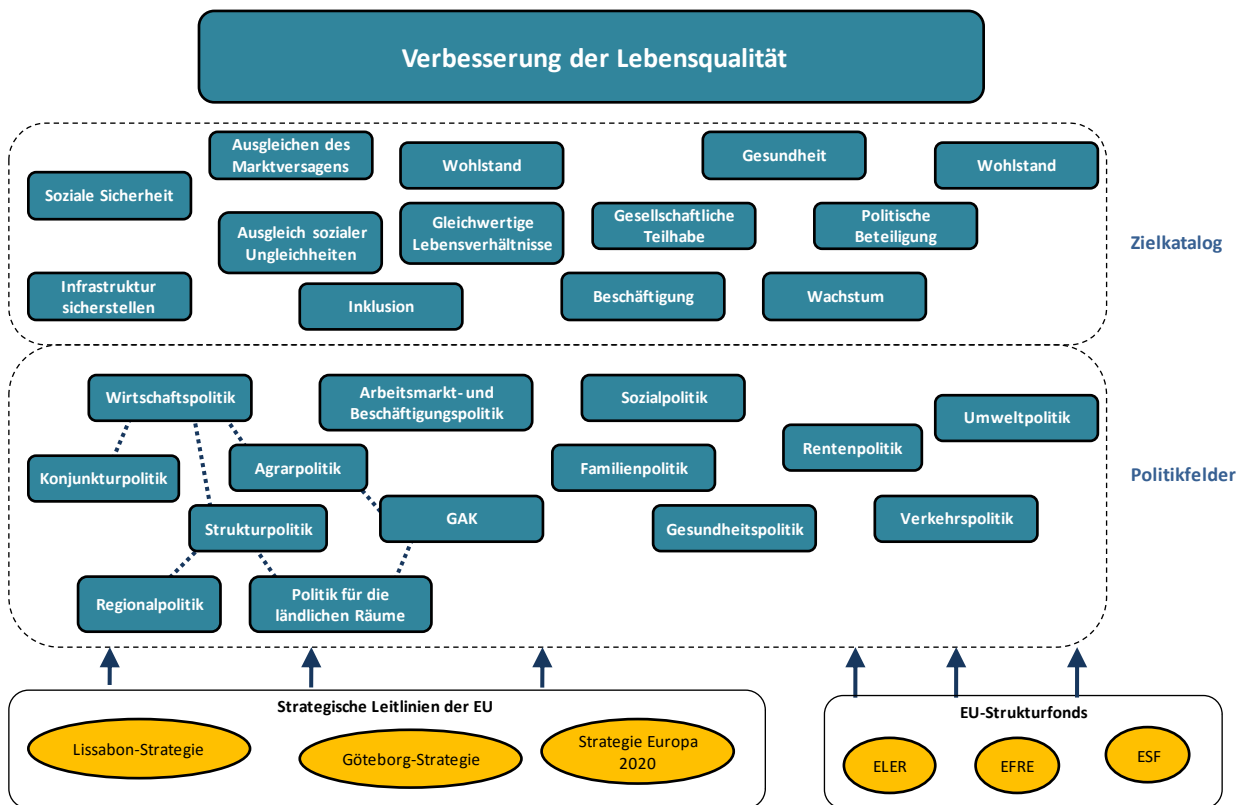 Verbesserung der Lebensqualität
Ausgleichen des
Marktversagens
Wohlstand
Gesundheit
Wohlstand
Soziale Sicherheit
Ausgleich sozialer
Ungleichheiten
Gleichwertige
Lebensverhältnisse
Gesellschaftliche
Teilhabe
Politische
Beteiligung
Zielkatalog
Infrastruktur
sicherstellen
Inklusion
Beschäftigung
Wachstum
Wirtschaftspolitik
Arbeitsmarkt- und
Beschäftigungspolitik
Sozialpolitik
Umweltpolitik
Konjunkturpolitik
Agrarpolitik
Familienpolitik
Rentenpolitik
Politikfelder
Strukturpolitik
GAK
Gesundheitspolitik
Verkehrspolitik
Regionalpolitik
Politik für die
ländlichen Räume
Strategische Leitlinien der EU
Lissabon-Strategie
Göteborg-Strategie
Strategie Europa
2020
EU-Strukturfonds
ELER
EFRE
ESF